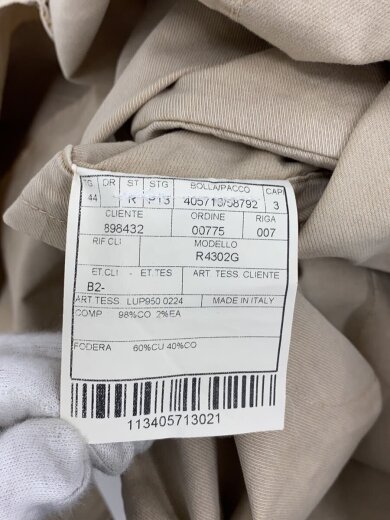 TG DR ST STG BOLLA/PACCO CAP
44 - R P13 405713/58792 3
CLIENTE ORDINE RIGA
898432 00775 007
RIF CLI MODELLO
R4302G
ET.CLI - ET TES ART. TESS CLIENTE
B2-
ART.TESS. LUP950 0224 MADE IN ITALY
COMP 98%CO 2%EA
FODERA 60%CU 40%CO
113405713021